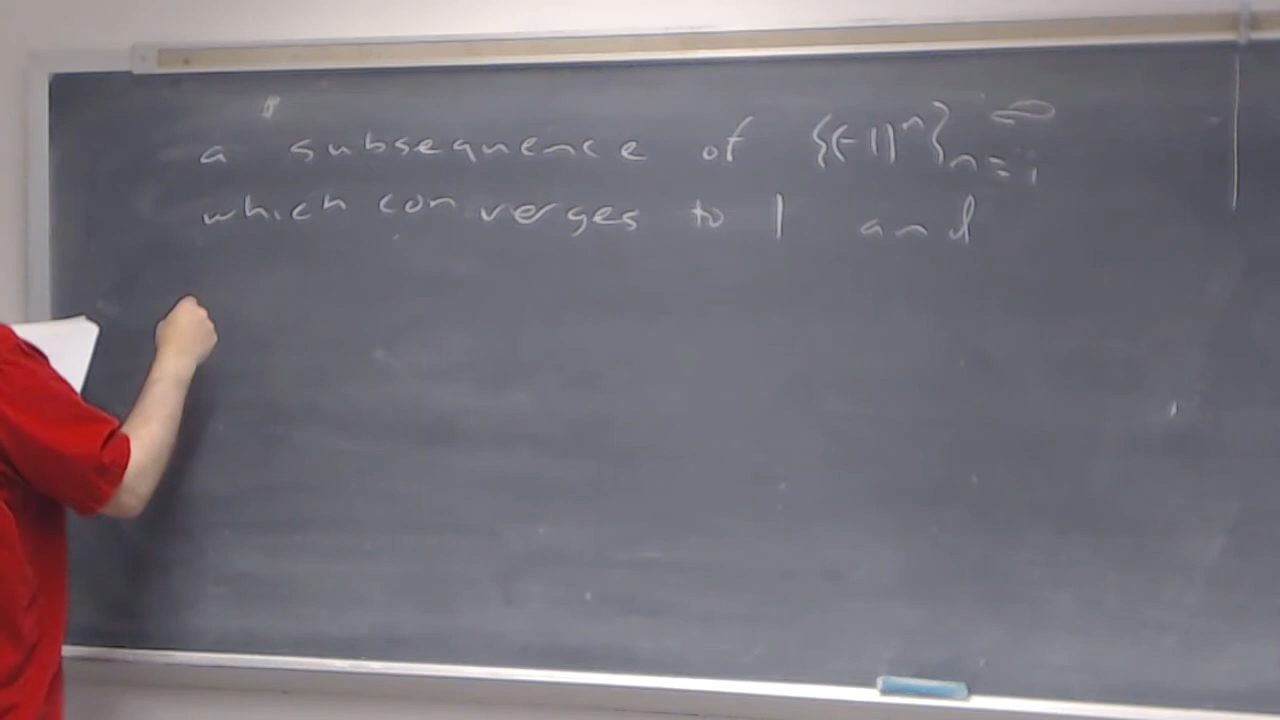 a subsequence of {(-1)^n}_{n=1}^∞
which converges to 1 and